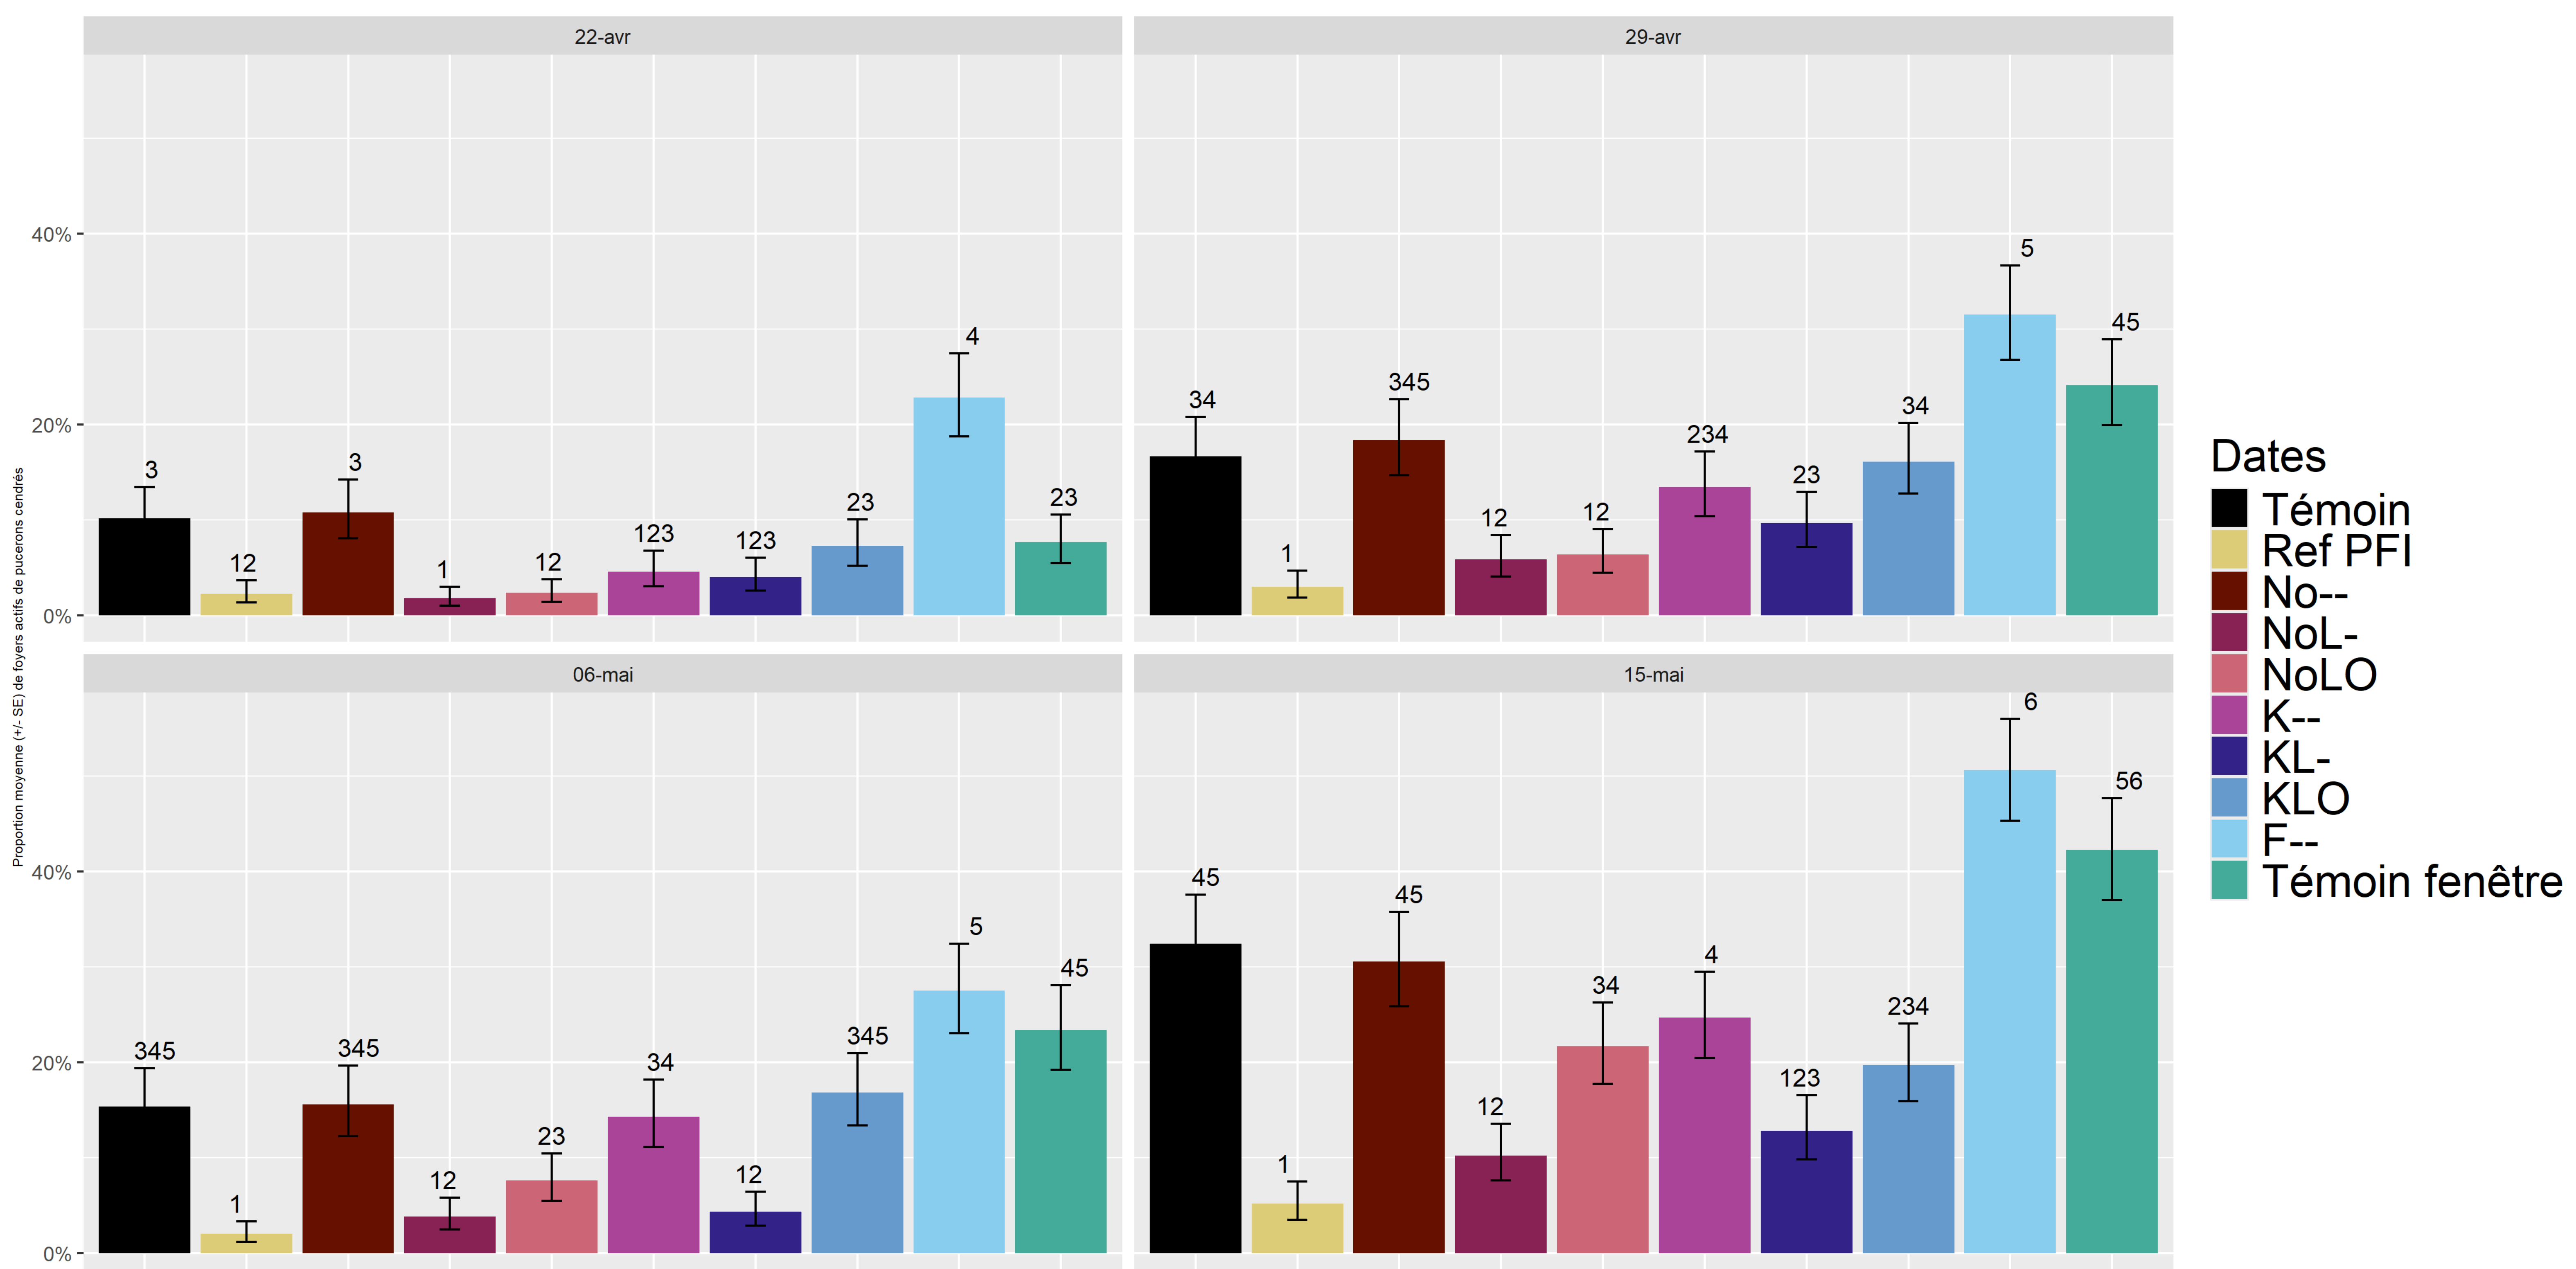 Proportion moyenne (+/- SE) de foyers actifs de pucerons cendrés
22-avr
40%
20%
0%
3
12
3
1
12
123
123
23
4
23
29-avr
34
1
345
12
12
234
23
34
5
45
06-mai
40%
20%
0%
345
1
345
12
23
34
12
345
5
45
15-mai
45
1
45
12
34
4
123
234
6
56
Dates
Témoin
Ref PFI
No--
NoL-
NoLO
K--
KL-
KLO
F--
Témoin fenêtre